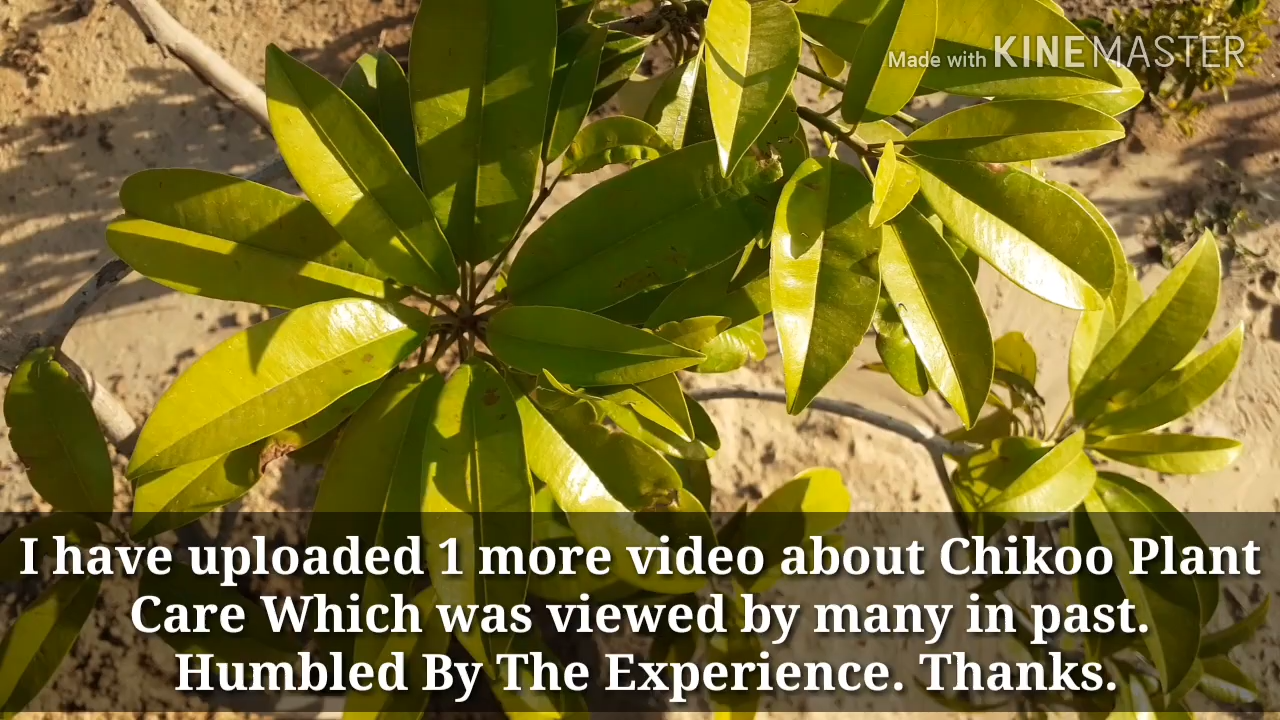 Made with KINEMASTER
I have uploaded 1 more video about Chikoo Plant
Care Which was viewed by many in past.
Humbled By The Experience. Thanks.